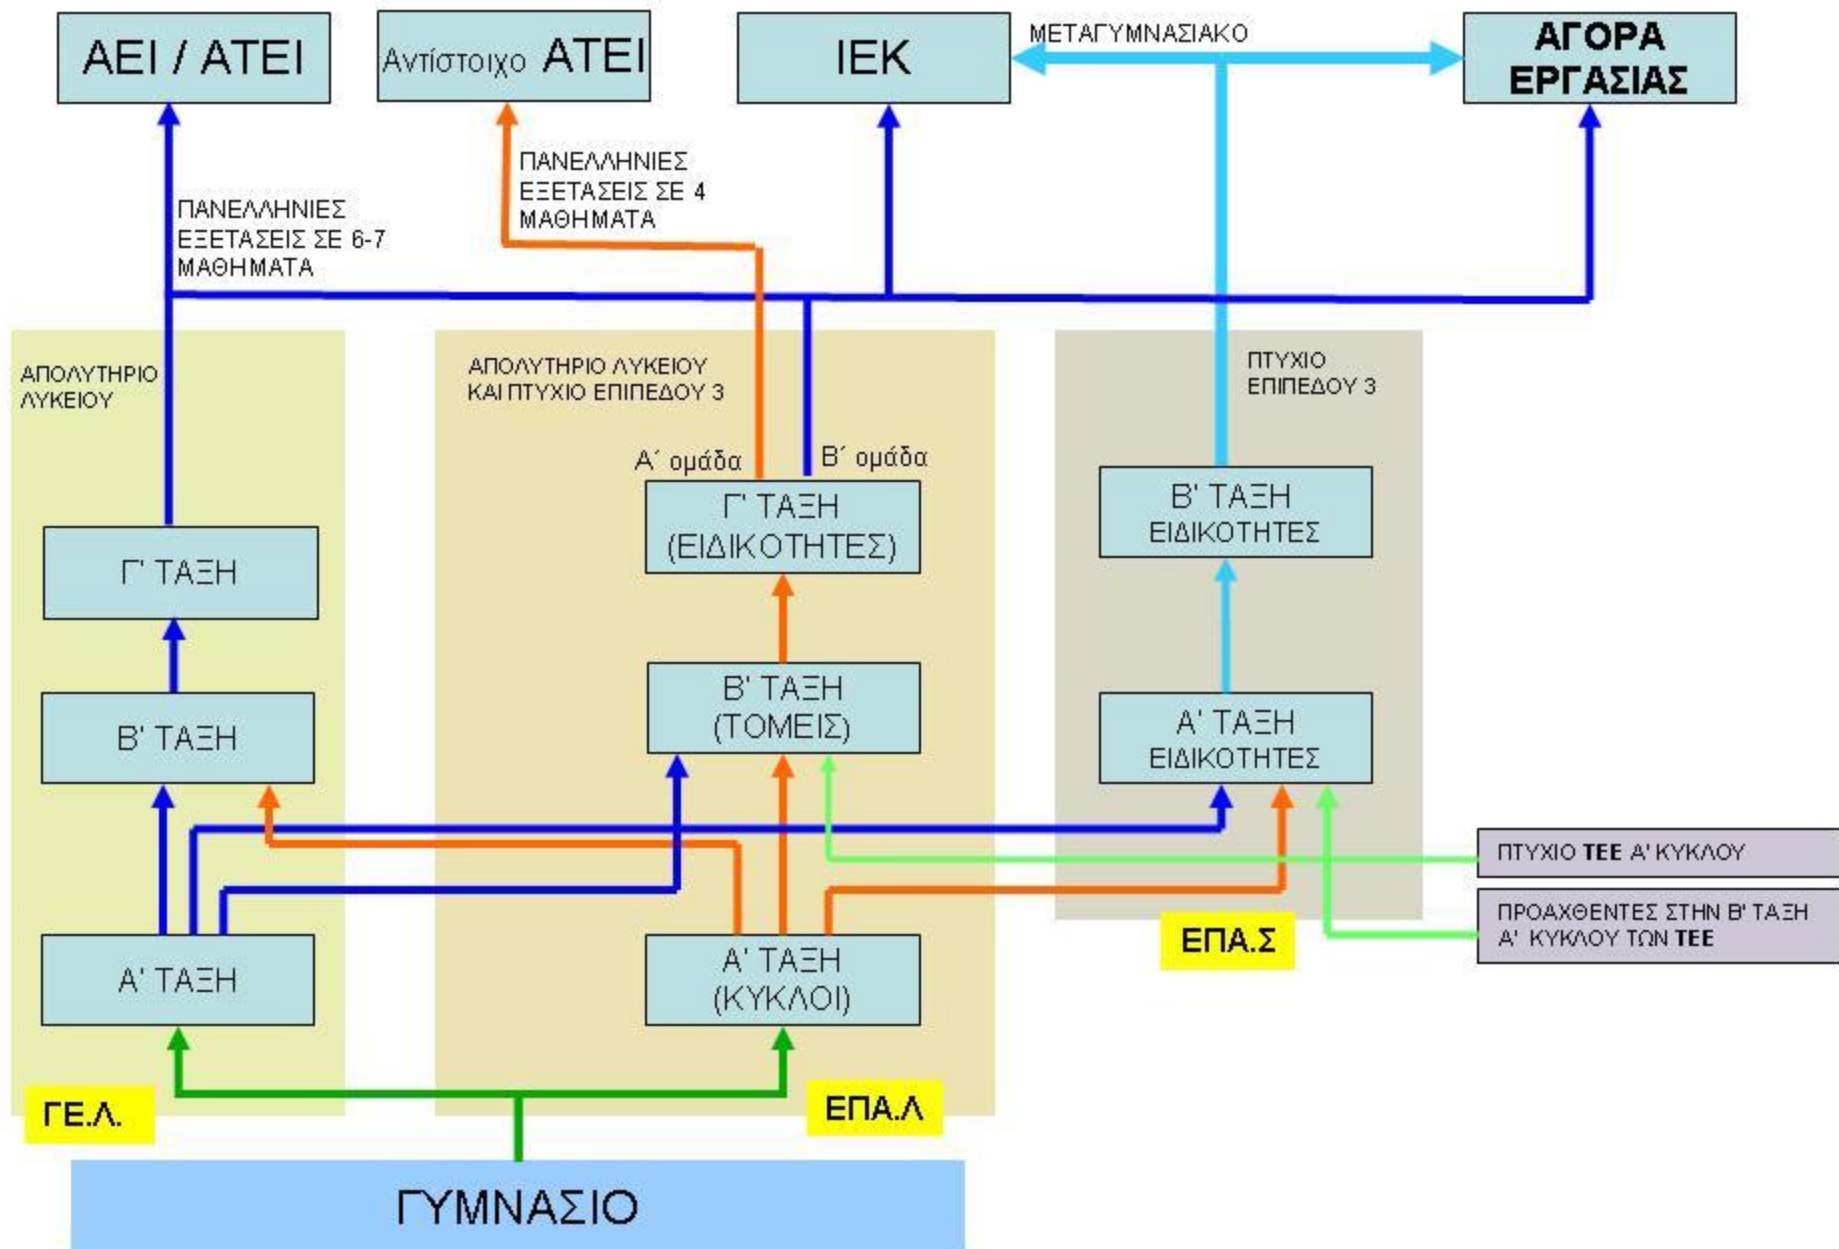 ΑΕΙ / ΑΤΕΙ
Αντίστοιχο ΑΤΕΙ
ΙΕΚ
ΜΕΤΑΓΥΜΝΑΣΙΑΚΟ
ΑΓΟΡΑ
ΕΡΓΑΣΙΑΣ
ΠΑΝΕΛΛΗΝΙΕΣ
ΕΞΕΤΑΣΕΙΣ ΣΕ 6-7
ΜΑΘΗΜΑΤΑ
ΠΑΝΕΛΛΗΝΙΕΣ
ΕΞΕΤΑΣΕΙΣ ΣΕ 4
ΜΑΘΗΜΑΤΑ
ΑΠΟΛΥΤΗΡΙΟ
ΛΥΚΕΙΟΥ
ΑΠΟΛΥΤΗΡΙΟ ΛΥΚΕΙΟΥ
ΚΑΙ ΠΤΥΧΙΟ ΕΠΙΠΕΔΟΥ 3
ΠΤΥΧΙΟ
ΕΠΙΠΕΔΟΥ 3
Α΄ ομάδα
Β΄ ομάδα
Γ' ΤΑΞΗ
Γ' ΤΑΞΗ
(ΕΙΔΙΚΟΤΗΤΕΣ)
Β' ΤΑΞΗ
ΕΙΔΙΚΟΤΗΤΕΣ
Β' ΤΑΞΗ
Β' ΤΑΞΗ
(ΤΟΜΕΙΣ)
Α' ΤΑΞΗ
ΕΙΔΙΚΟΤΗΤΕΣ
ΠΤΥΧΙΟ ΤΕΕ Α' ΚΥΚΛΟΥ
ΠΡΟΑΧΘΕΝΤΕΣ ΣΤΗΝ Β' ΤΑΞΗ
Α' ΚΥΚΛΟΥ ΤΩΝ ΤΕΕ
Α' ΤΑΞΗ
Α' ΤΑΞΗ
(ΚΥΚΛΟΙ)
ΕΠΑ.Σ
ΓΕ.Λ.
ΕΠΑ.Λ
ΓΥΜΝΑΣΙΟ